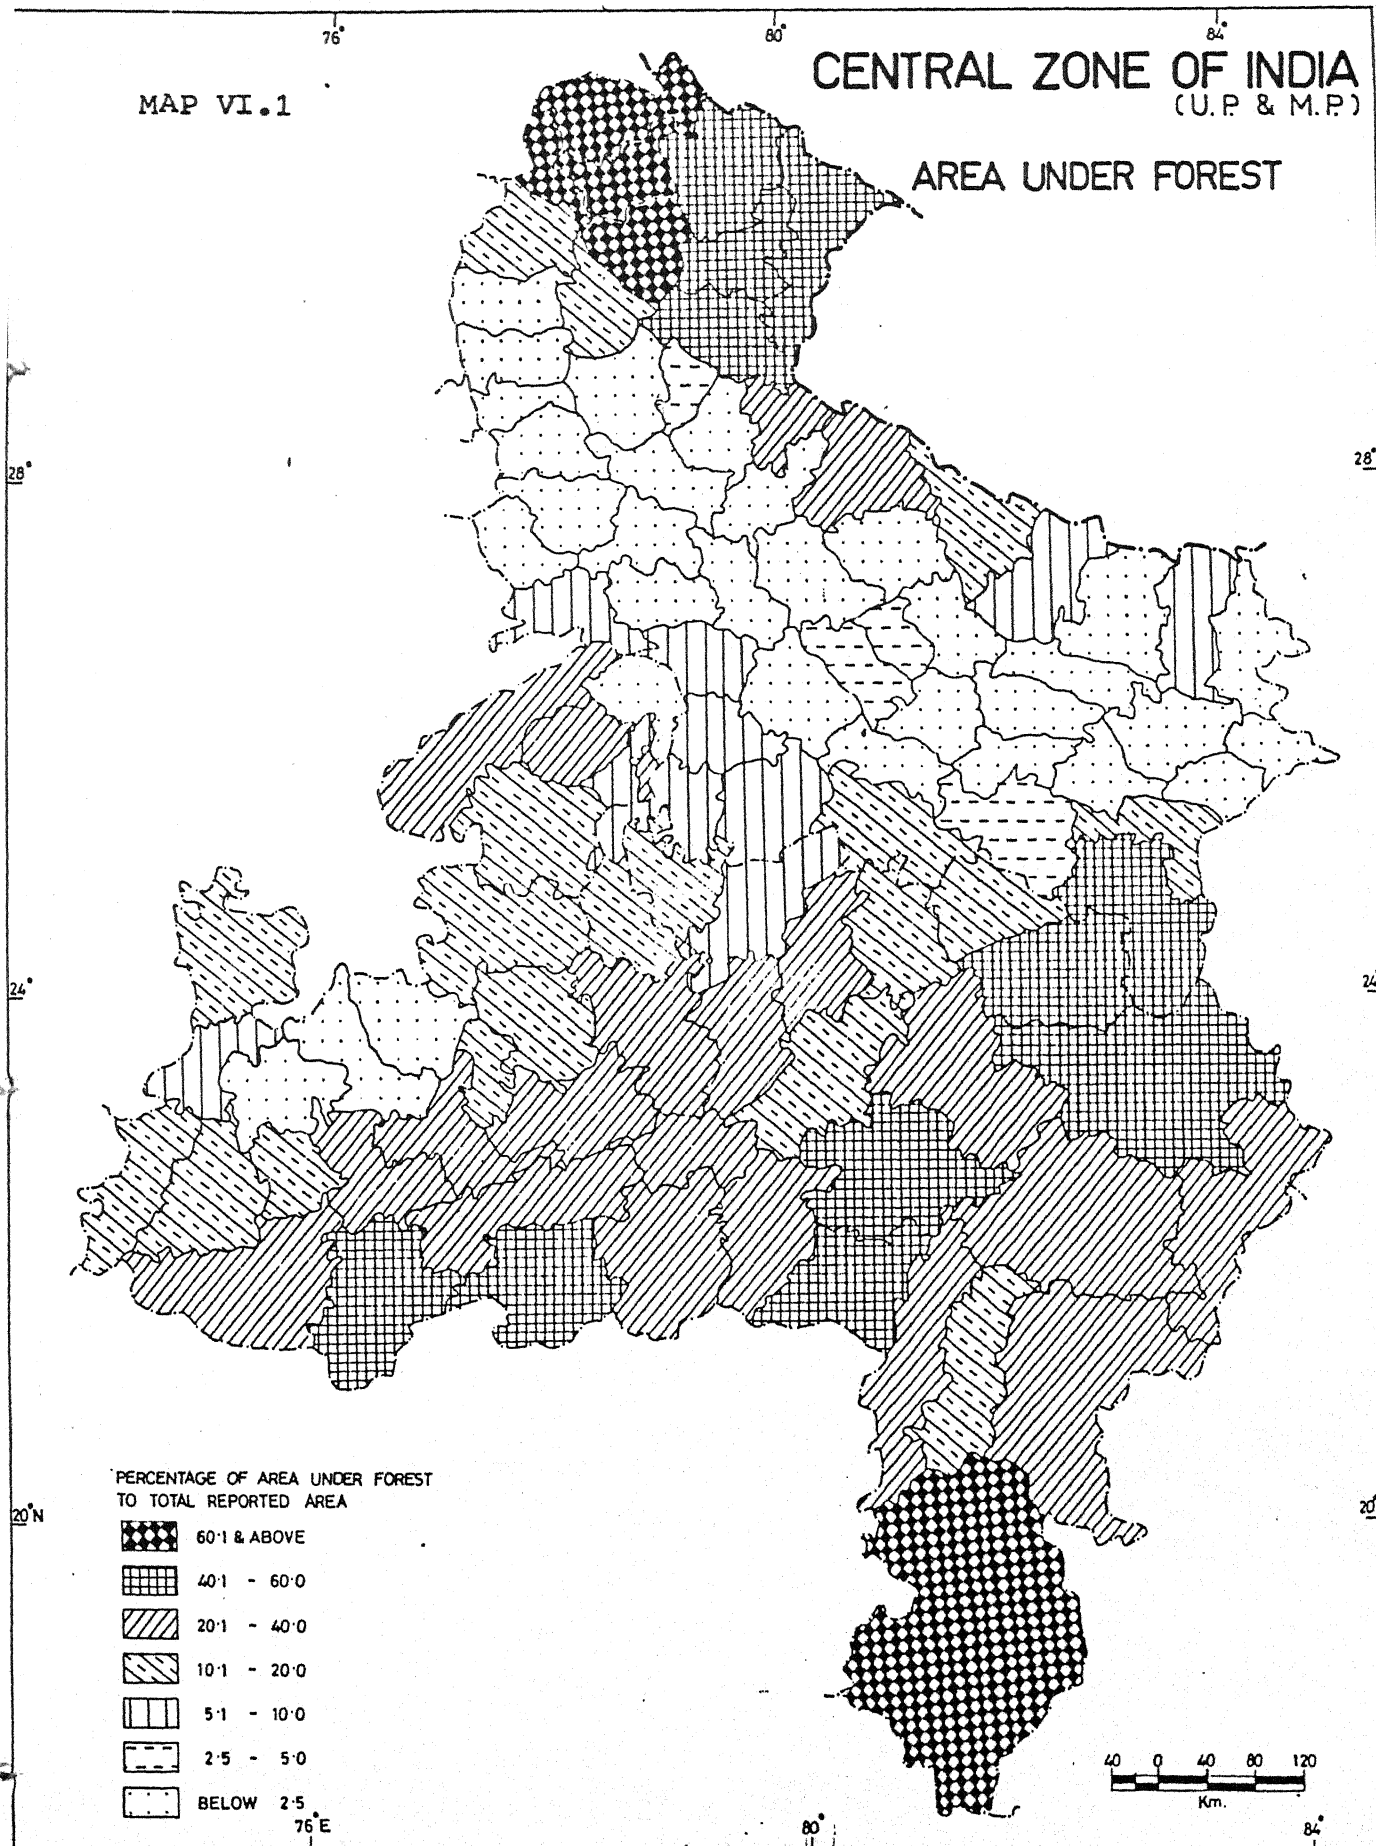 76°
80°
84°
CENTRAL ZONE OF INDIA
(U.P. & M.P.)
MAP VI.1
AREA UNDER FOREST
28°
28°
24°
24
20°N
20°
PERCENTAGE OF AREA UNDER FOREST
TO TOTAL REPORTED AREA
60·1 & ABOVE
40·1 - 60·0
20·1 - 40·0
10·1 - 20·0
5·1 - 10·0
2·5 - 5·0
BELOW 2·5
40 0 40 80 120
Km.
76°E
80°
84°